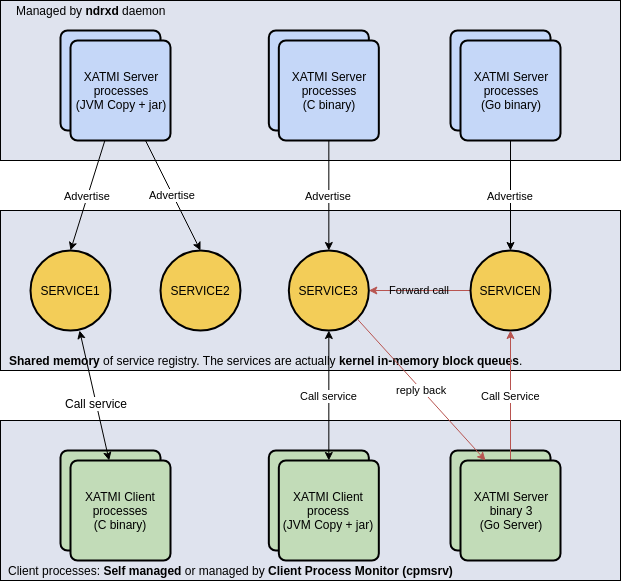 Managed by ndrxd daemon
XATMI Server
processes
(JVM Copy + jar)
XATMI Server
processes
(C binary)
XATMI Server
processes
(Go binary)
Advertise
Advertise
Advertise
Advertise
SERVICE1
SERVICE2
SERVICE3
Forward call
SERVICEN
Shared memory of service registry. The services are actually kernel in-memory block queues.
Call service
Call service
reply back
Call Service
XATMI Client
processes
(C binary)
XATMI Client
process
(JVM Copy + jar)
XATMI Server
binary 3
(Go Server)
Client processes: Self managed or managed by Client Process Monitor (cpmsrv)